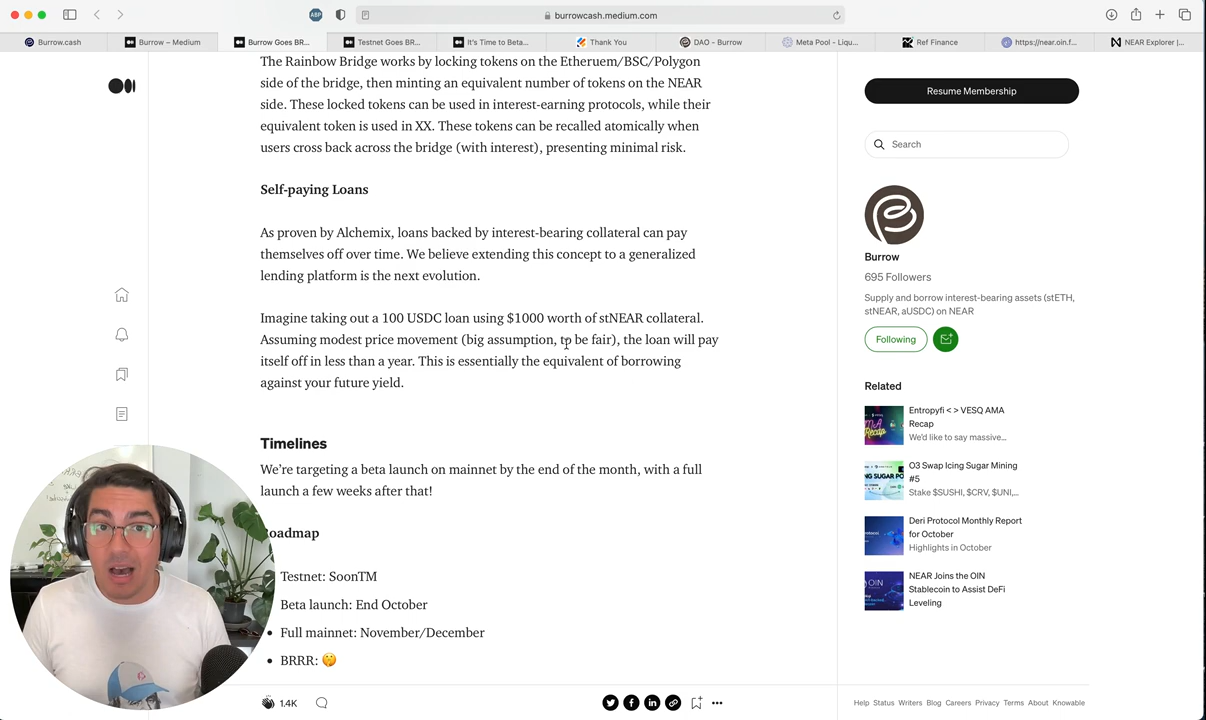 burrowcash.medium.com
ABP
Burrow.cash
Burrow – Medium
Burrow Goes BR...
Testnet Goes BR...
It's Time to Beta...
Thank You
DAO - Burrow
Meta Pool - Liqu...
Ref Finance
https://near.oin.f...
NEAR Explorer |...
The Rainbow Bridge works by locking tokens on the Etheruem/BSC/Polygon
side of the bridge, then minting an equivalent number of tokens on the NEAR
side. These locked tokens can be used in interest-earning protocols, while their
equivalent token is used in XX. These tokens can be recalled atomically when
users cross back across the bridge (with interest), presenting minimal risk.
Self-paying Loans
As proven by Alchemix, loans backed by interest-bearing collateral can pay
themselves off over time. We believe extending this concept to a generalized
lending platform is the next evolution.
Imagine taking out a 100 USDC loan using $1000 worth of stNEAR collateral.
Assuming modest price movement (big assumption, to be fair), the loan will pay
itself off in less than a year. This is essentially the equivalent of borrowing
against your future yield.
Timelines
We're targeting a beta launch on mainnet by the end of the month, with a full
launch a few weeks after that!
oadmap
Testnet: SoonTM
Beta launch: End October
• Full mainnet: November/December
• BRRR: 🤫
1.4K
Resume Membership
Search
Burrow
695 Followers
Supply and borrow interest-bearing assets (stETH,
stNEAR, aUSDC) on NEAR
Following
Related
Entropyfi < > VESQ AMA
Recap
We'd like to say massive...
O3 Swap Icing Sugar Mining
#5
Stake $SUSHI, $CRV, $UNI,...
Deri Protocol Monthly Report
for October
Highlights in October
NEAR Joins the OIN
Stablecoin to Assist DeFi
Leveling
Help Status Writers Blog Careers Privacy Terms About Knowable